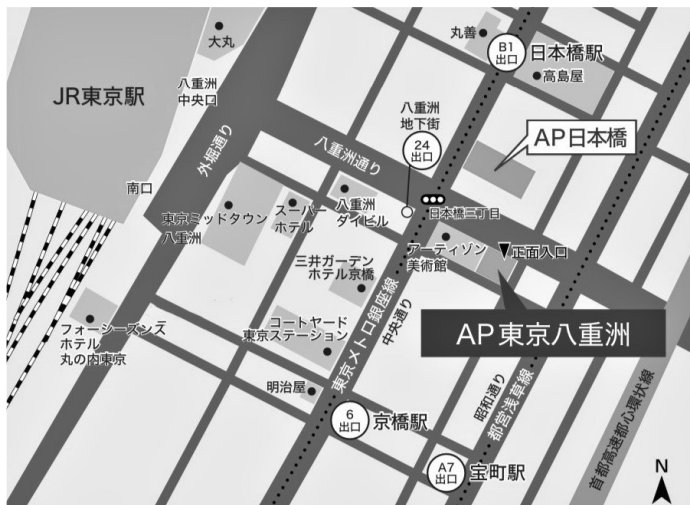 大丸
丸善
B1
出口
日本橋駅
高島屋
JR東京駅
八重洲
中央口
八重洲
地下街
24
出口
AP日本橋
外堀通り
八重洲通り
南口
東京ミッドタウン
八重洲
スーパー
ホテル
八重洲
ダイビル
日本橋三丁目
アーティゾン
美術館
正面入口
三井ガーデン
ホテル京橋
東京メトロ銀座線
中央通り
AP東京八重洲
フォーシーズンズ
ホテル
丸の内東京
コートヤード
東京ステーション
昭和通り
都営浅草線
首都高速都心環状線
明治屋
6
出口
京橋駅
A7
出口
宝町駅
N